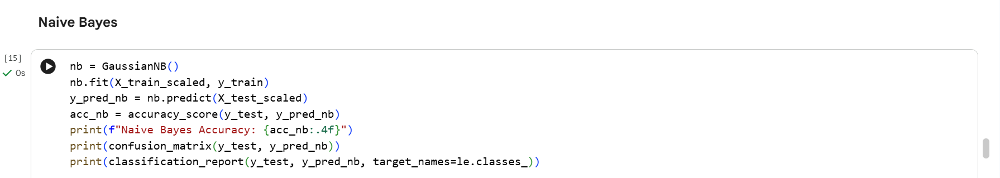 Naive Bayes
[15]
0s
nb = GaussianNB()
nb.fit(X_train_scaled, y_train)
y_pred_nb = nb.predict(X_test_scaled)
acc_nb = accuracy_score(y_test, y_pred_nb)
print(f"Naive Bayes Accuracy: {acc_nb:.4f}")
print(confusion_matrix(y_test, y_pred_nb))
print(classification_report(y_test, y_pred_nb, target_names=le.classes_))